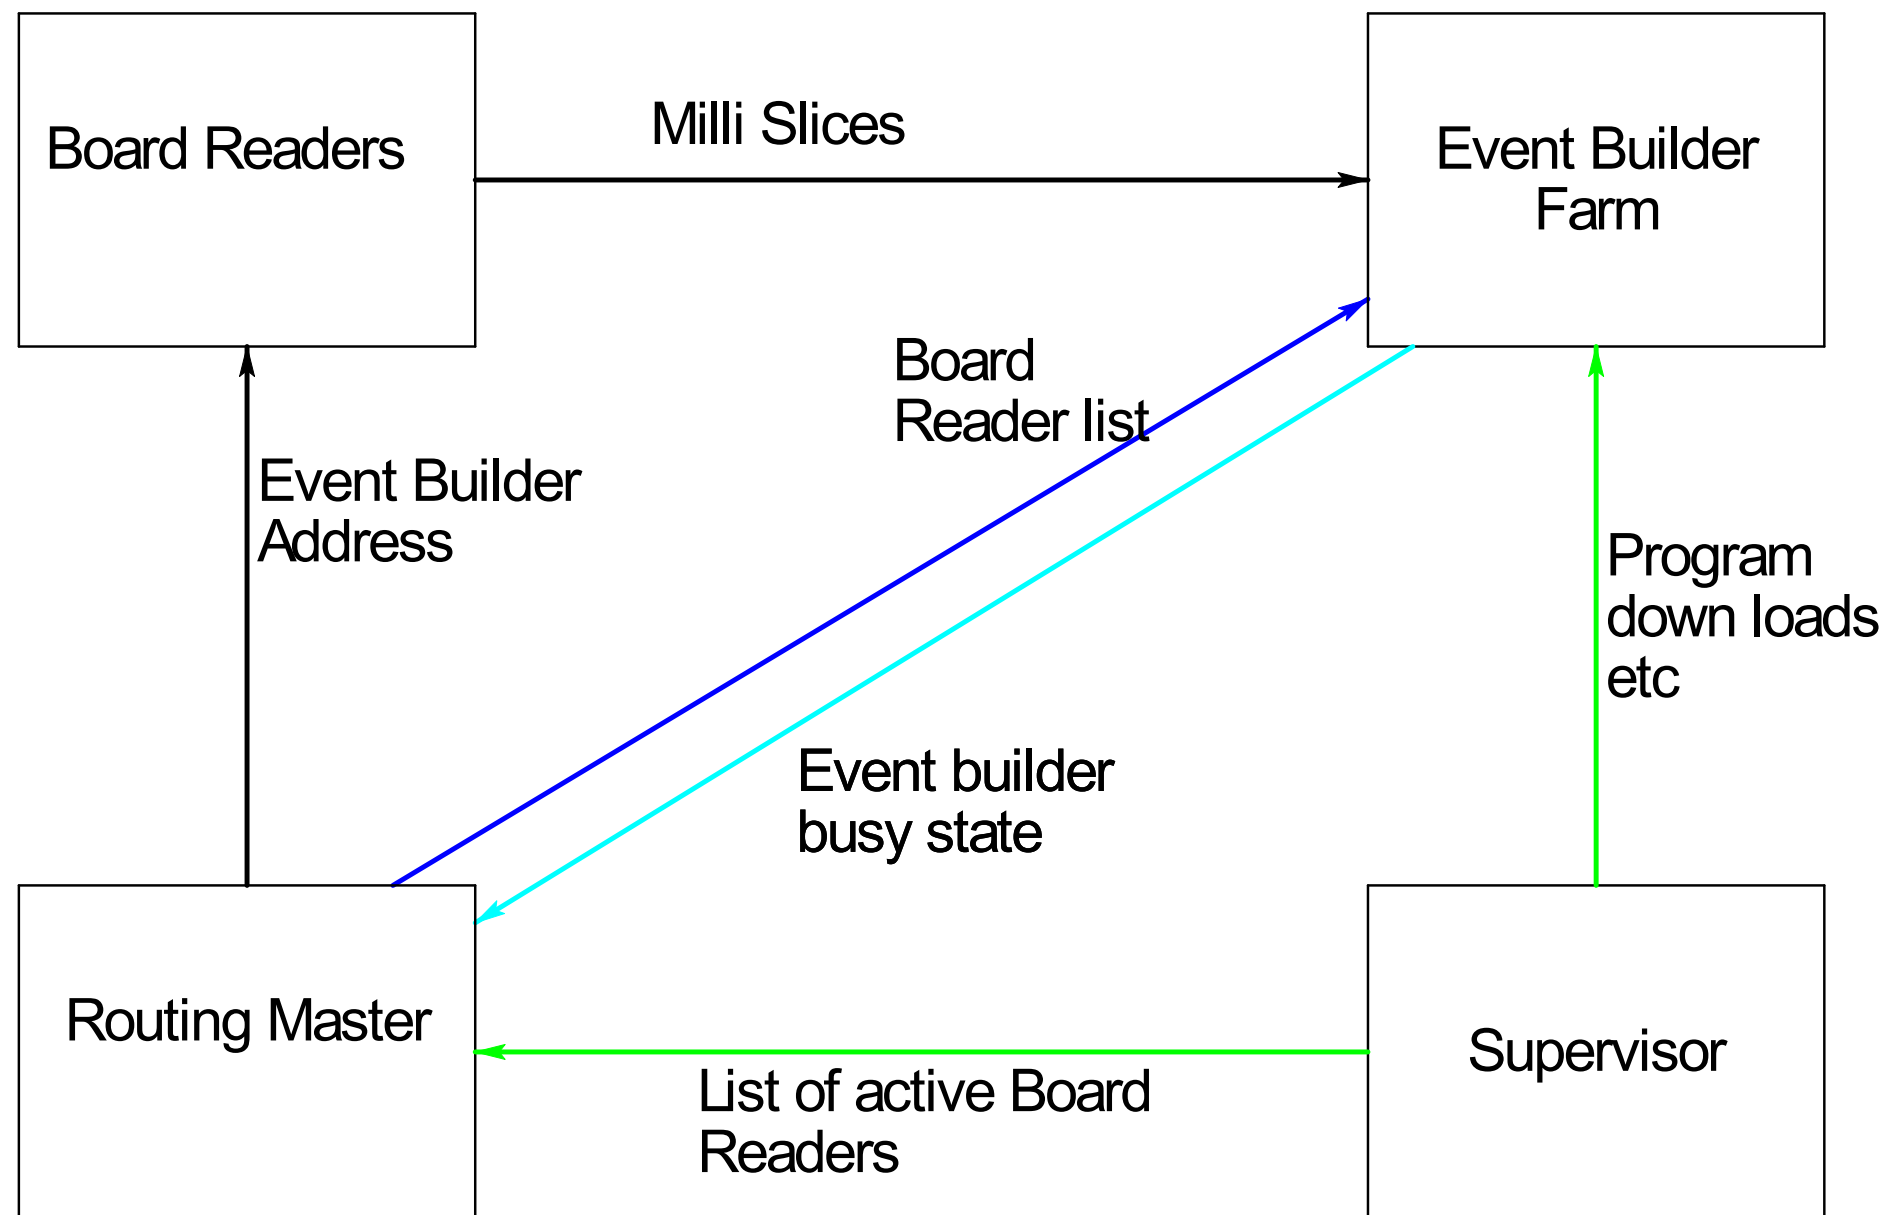 Board Readers
Milli Slices
Event Builder
Farm
Board
Reader list
Event Builder
Address
Program
down loads
etc
Event builder
busy state
Routing Master
Supervisor
List of active Board
Readers